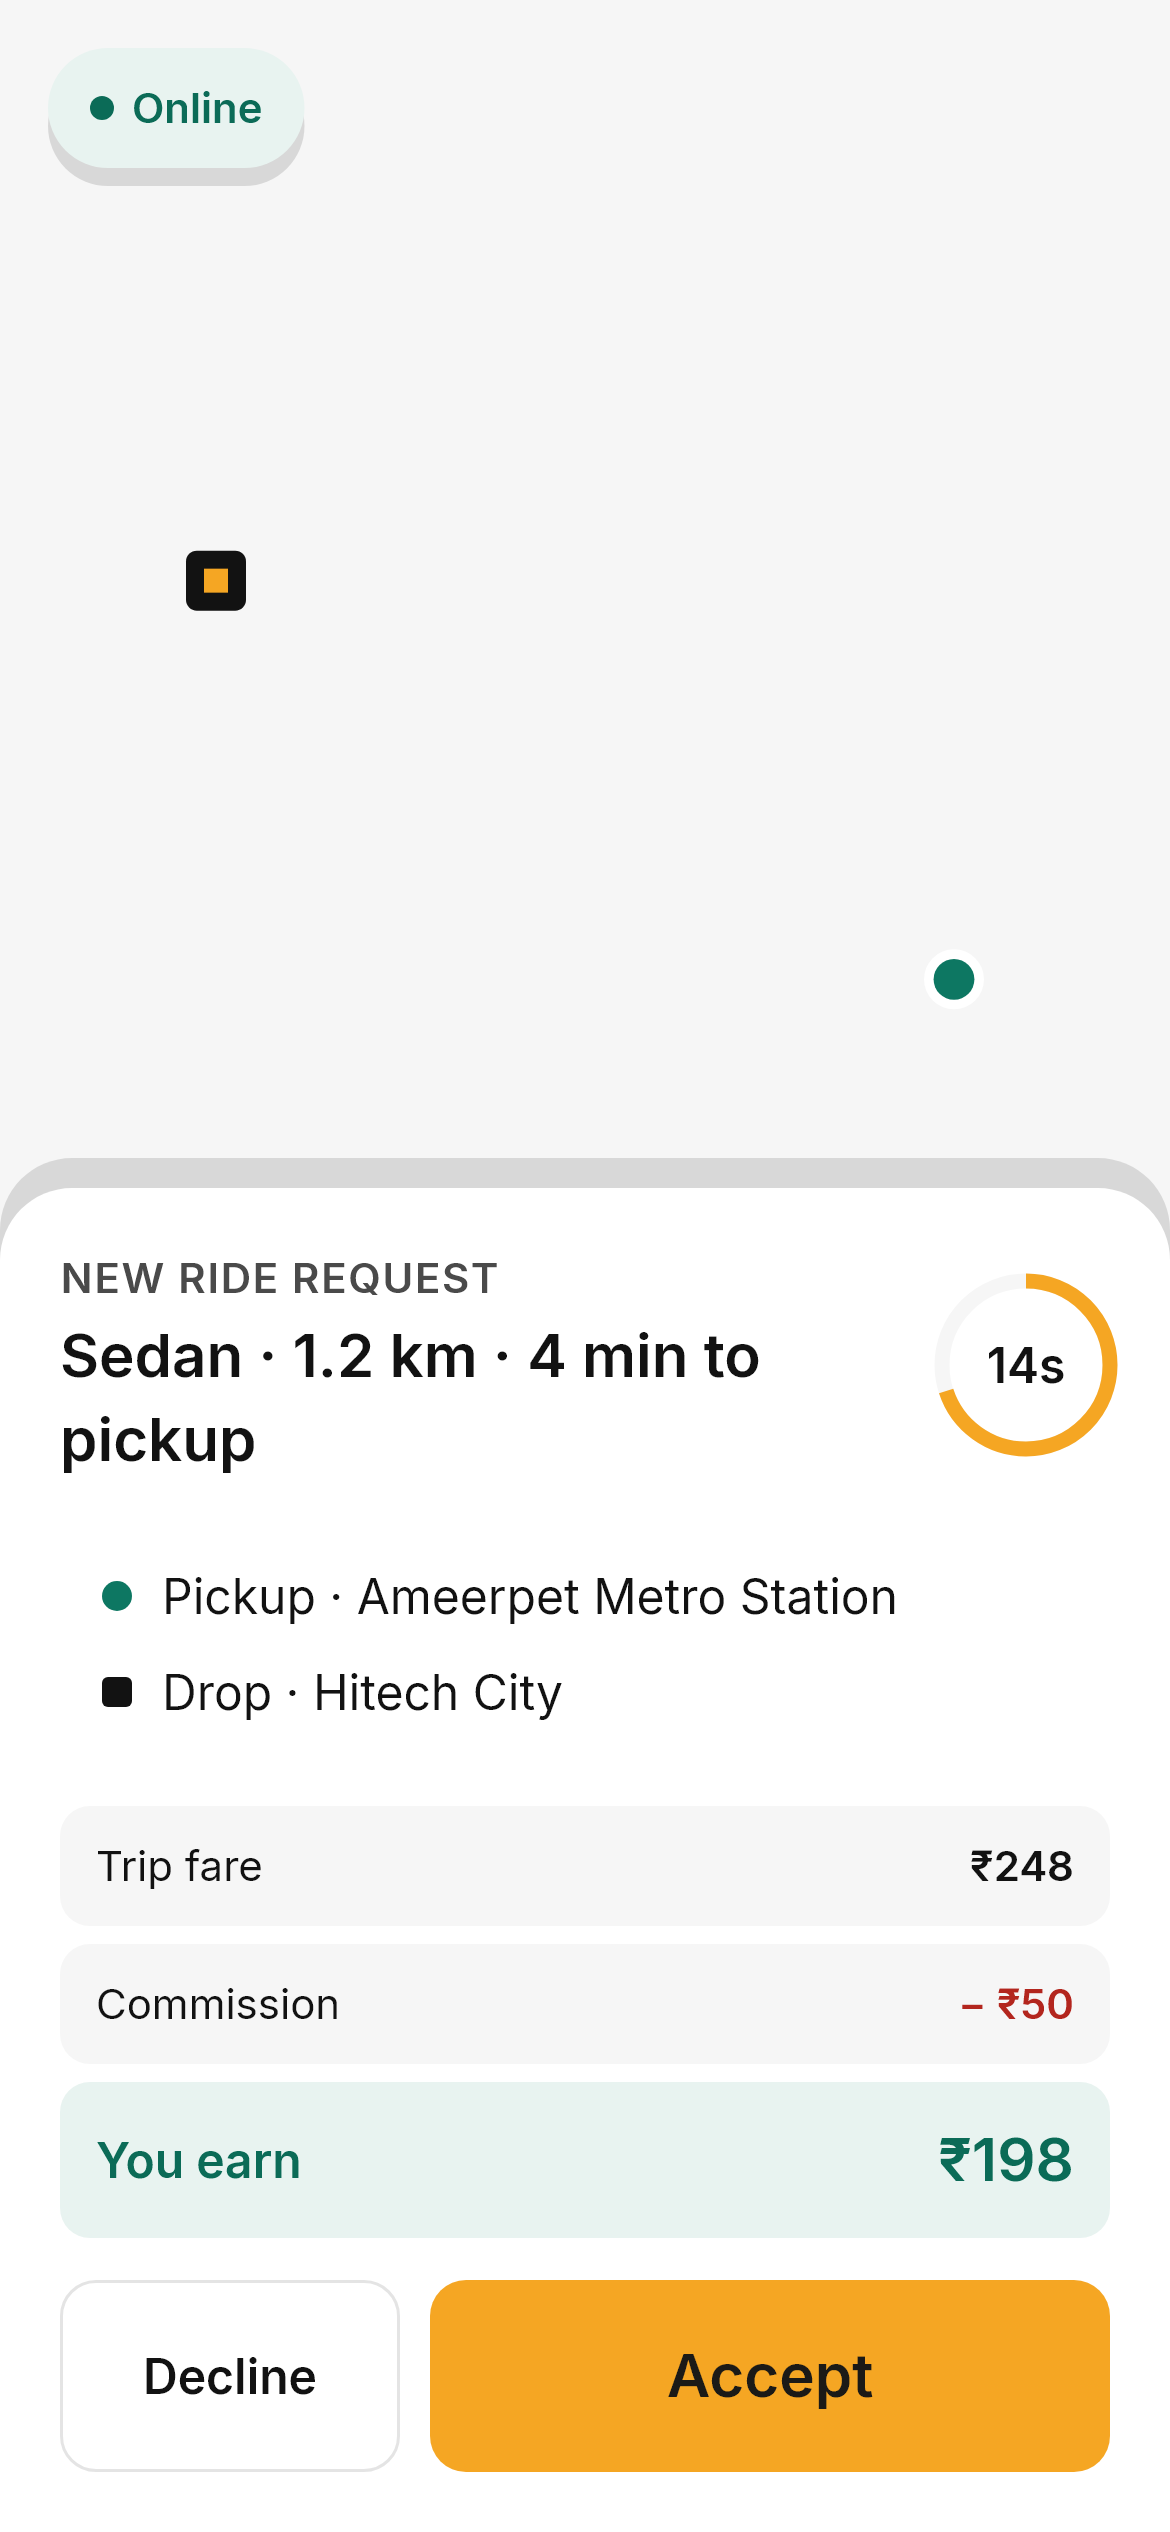 Online
NEW RIDE REQUEST
Sedan · 1.2 km · 4 min to
pickup
14s
Pickup · Ameerpet Metro Station
Drop · Hitech City
Trip fare ₹248
Commission – ₹50
You earn ₹198
Decline Accept